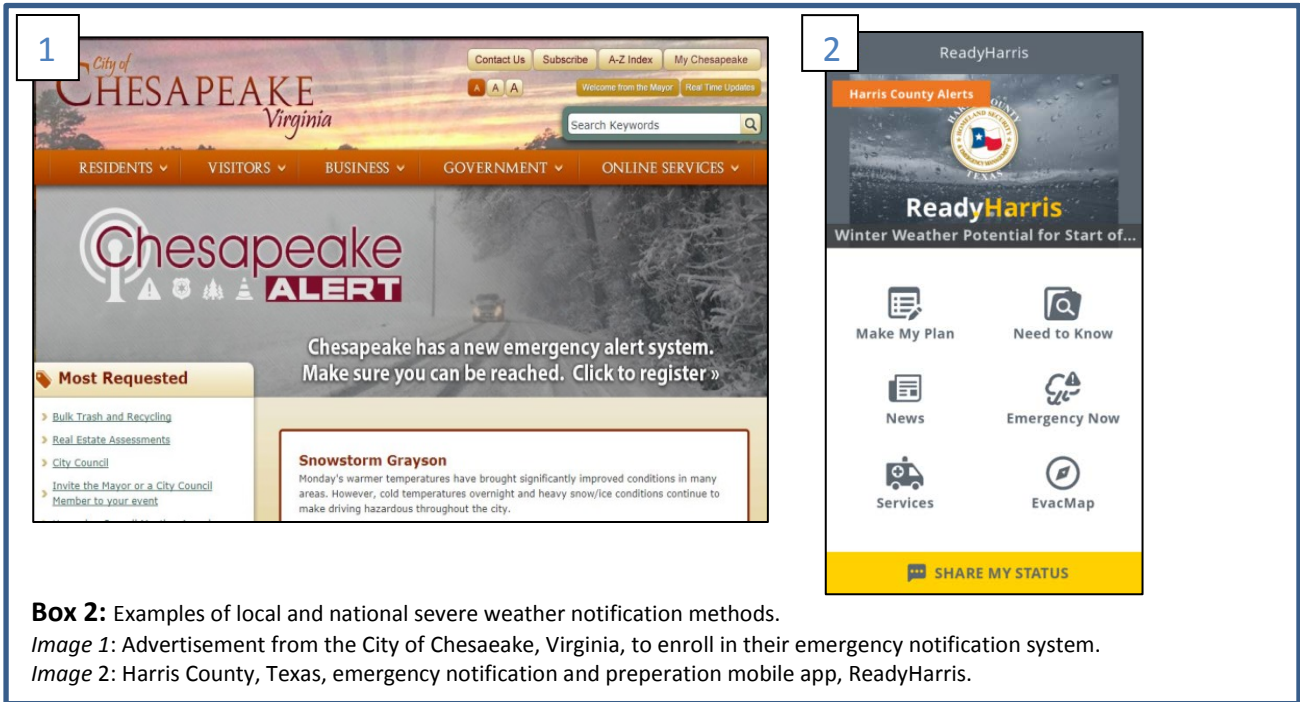 1
City of
CHESAPEAKE
Virginia
Contact Us Subscribe A-Z Index My Chesapeake
A A A Welcome from the Mayor Real Time Updates
Search Keywords
RESIDENTS VISITORS BUSINESS GOVERNMENT ONLINE SERVICES
Chesapeake
ALERT
Chesapeake has a new emergency alert system.
Make sure you can be reached. Click to register »
Most Requested
Bulk Trash and Recycling
Real Estate Assessments
City Council
Invite the Mayor or a City Council
Member to your event
Snowstorm Grayson
Monday's warmer temperatures have brought significantly improved conditions in many
areas. However, cold temperatures overnight and heavy snow/ice conditions continue to
make driving hazardous throughout the city.
2
ReadyHarris
Harris County Alerts
HARRIS COUNTY
HOMELAND SECURITY
& EMERGENCY MANAGEMENT
TEXAS
ReadyHarris
Winter Weather Potential for Start of...
Make My Plan Need to Know
News Emergency Now
Services EvacMap
SHARE MY STATUS
Box 2: Examples of local and national severe weather notification methods.
Image 1: Advertisement from the City of Chesaeake, Virginia, to enroll in their emergency notification system.
Image 2: Harris County, Texas, emergency notification and preperation mobile app, ReadyHarris.